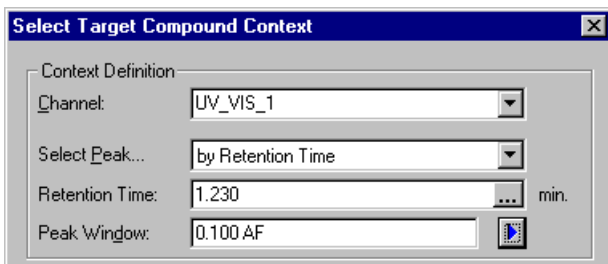 Select Target Compound Context
Context Definition
Channel: UV_VIS_1
Select Peak... by Retention Time
Retention Time: 1.230 ... min.
Peak Window: 0.100 AF